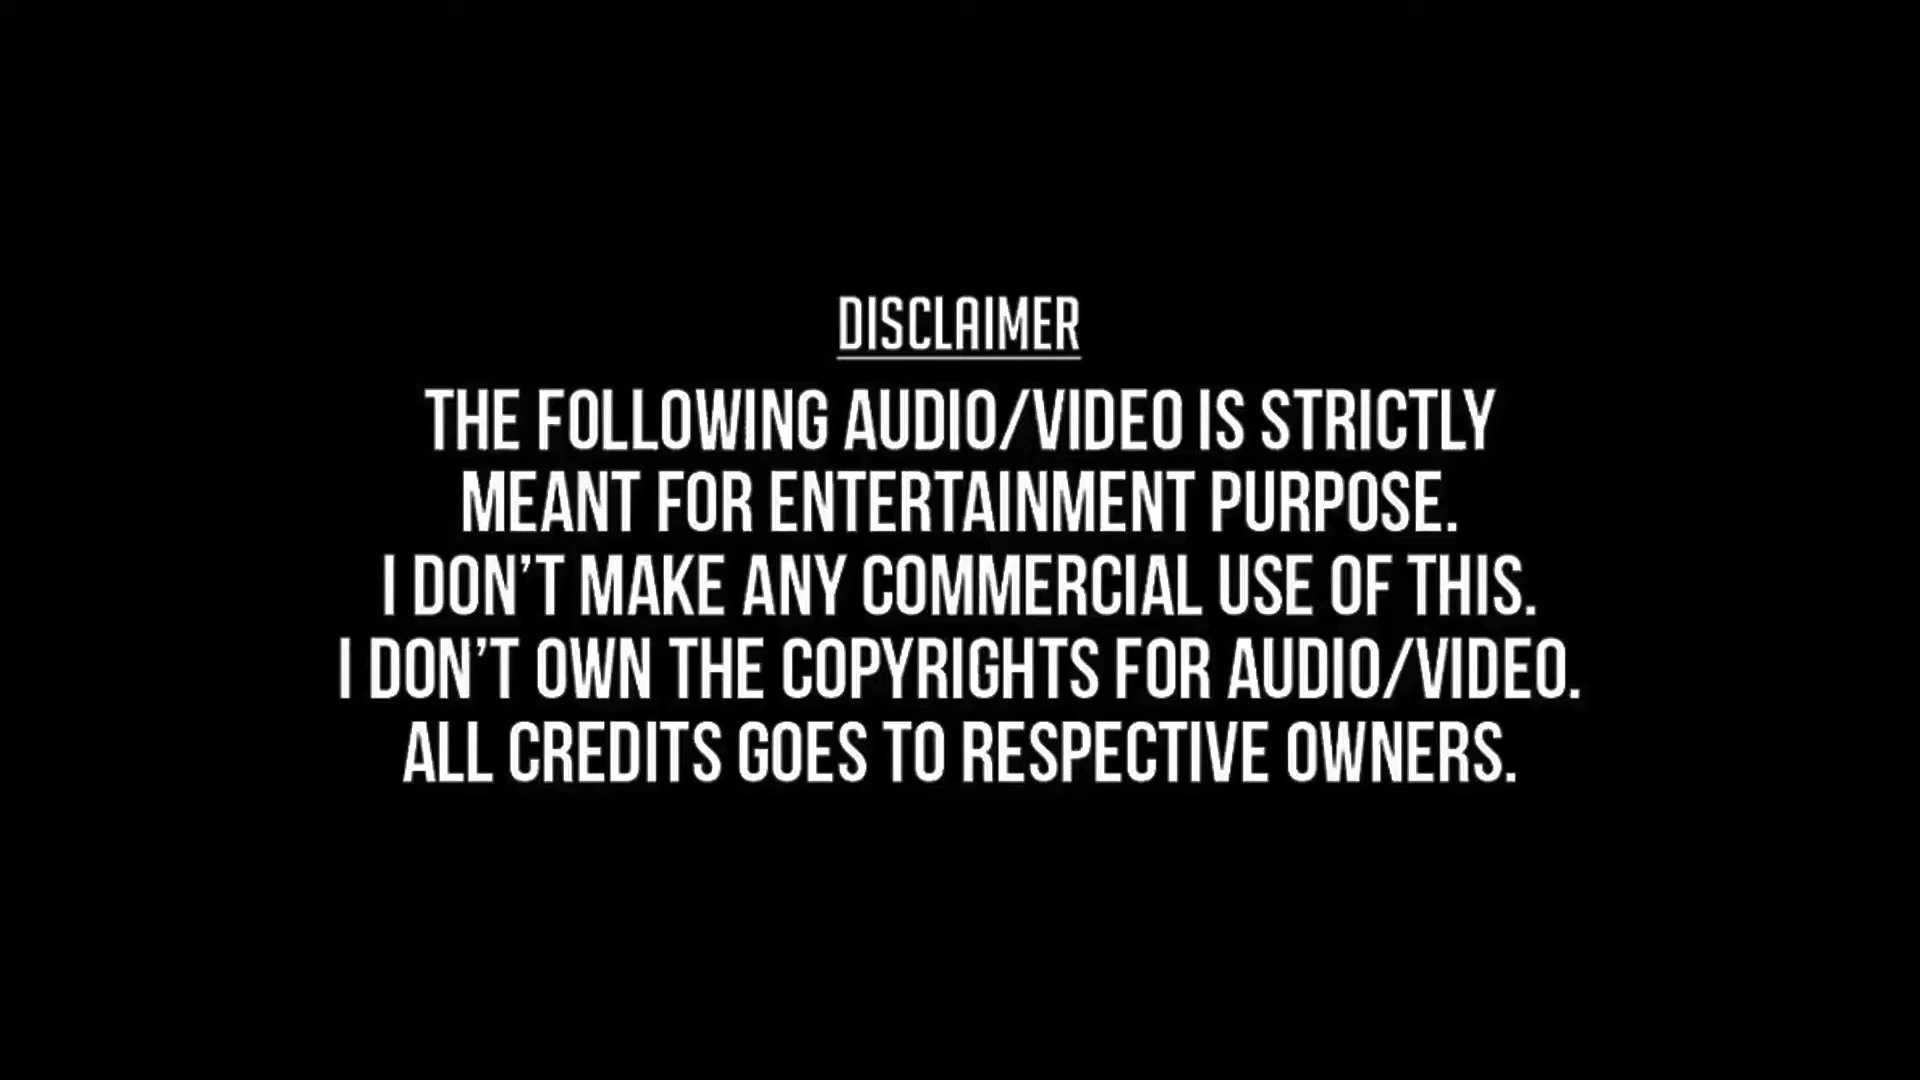 DISCLAIMER
THE FOLLOWING AUDIO/VIDEO IS STRICTLY
MEANT FOR ENTERTAINMENT PURPOSE.
I DON'T MAKE ANY COMMERCIAL USE OF THIS.
I DON'T OWN THE COPYRIGHTS FOR AUDIO/VIDEO.
ALL CREDITS GOES TO RESPECTIVE OWNERS.